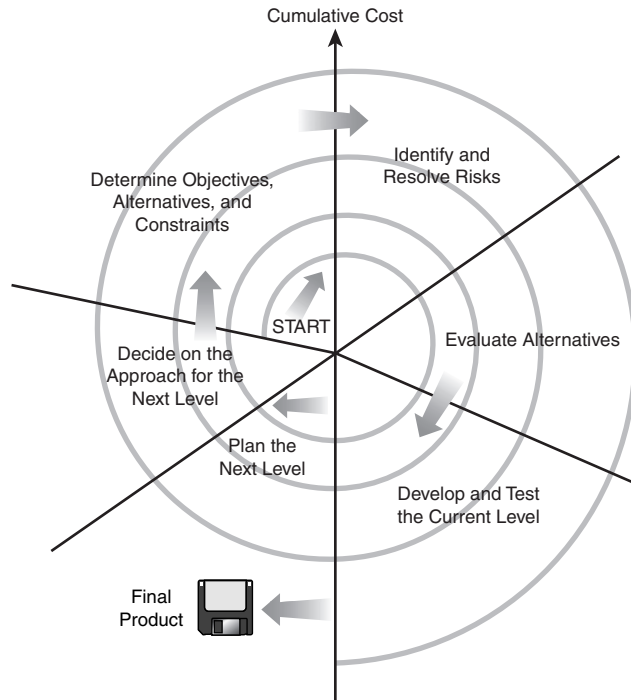 Cumulative Cost
Identify and
Resolve Risks
Determine Objectives,
Alternatives, and
Constraints
START
Evaluate Alternatives
Decide on the
Approach for the
Next Level
Plan the
Next Level
Develop and Test
the Current Level
Final
Product